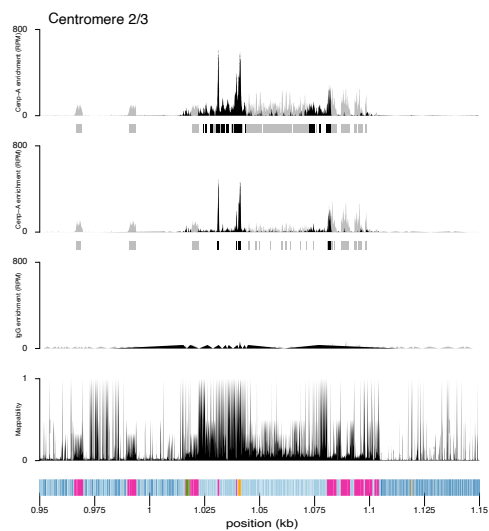 Centromere 2/3
800
0
Cenp-A enrichment (RPM)
800
0
Cenp-A enrichment (RPM)
800
0
IgG enrichment (RPM)
1
0
Mappability
0.95 0.975 1 1.025 1.05 1.075 1.1 1.125 1.15
position (kb)